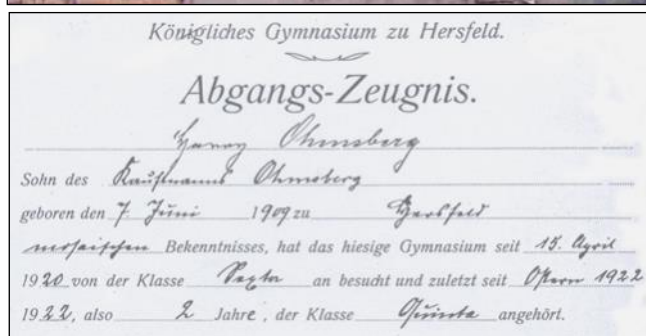 Königliches Gymnasium zu Hersfeld.
Abgangs-Zeugnis.
Harry Ohmsberg
Sohn des Kaufmanns Ohmsberg
geboren den 7. Juni 1909 zu Hersfeld
mosaischen Bekenntnisses, hat das hiesige Gymnasium seit 15. April
1920 von der Klasse Sexta an besucht und zuletzt seit Ostern 1922
1922, also 2 Jahre, der Klasse Quinta angehört.